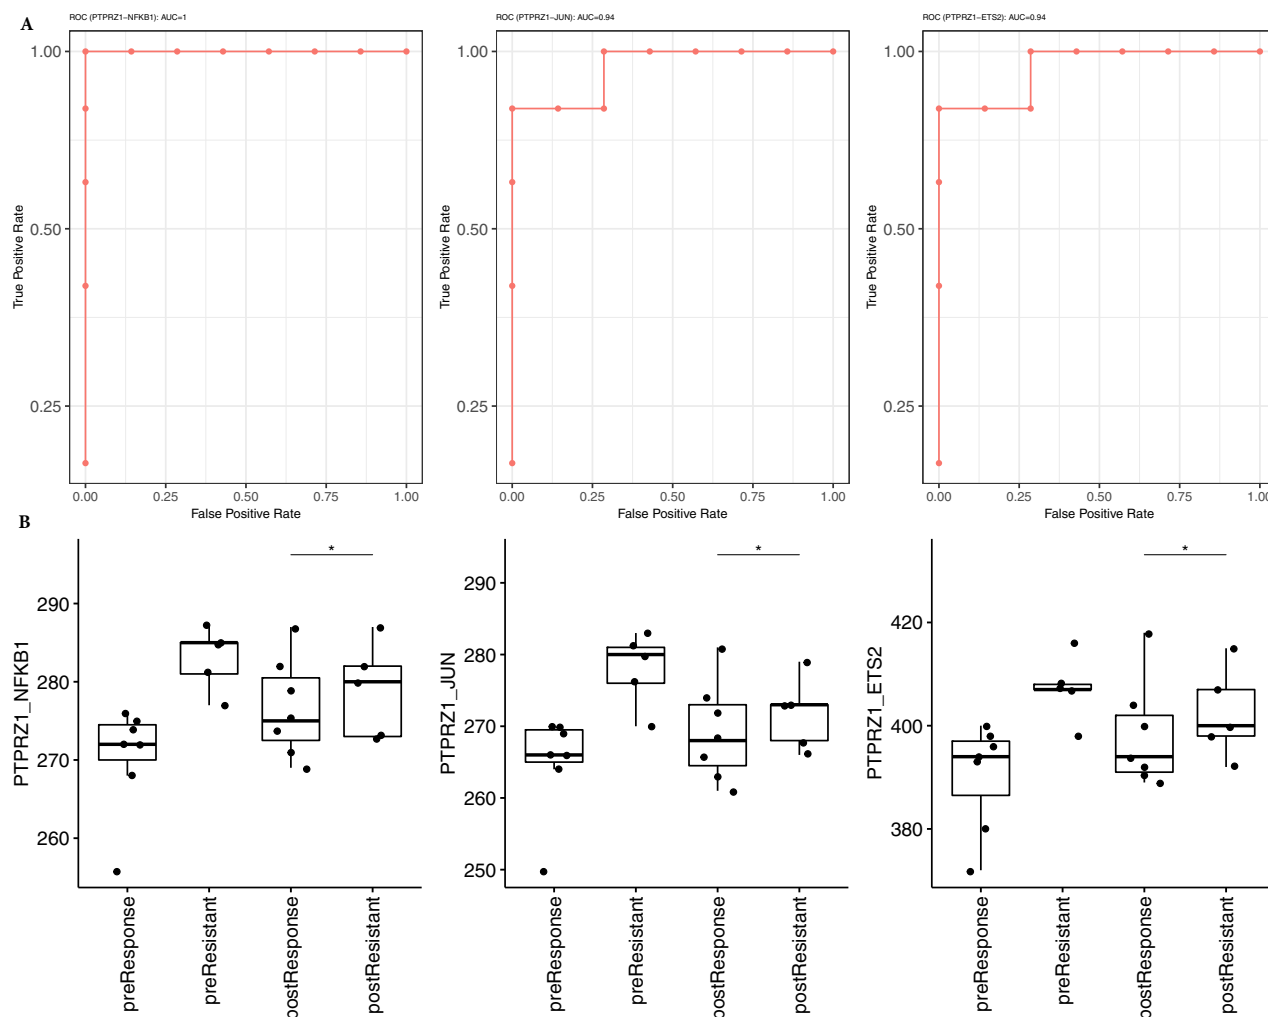 A
ROC (PTPRZ1−NFKB1): AUC=1
ROC (PTPRZ1−JUN): AUC=0.94
ROC (PTPRZ1−ETS2): AUC=0.94
True Positive Rate
1.00
0.50
0.25
0.00 0.25 0.50 0.75 1.00
False Positive Rate
True Positive Rate
1.00
0.50
0.25
0.00 0.25 0.50 0.75 1.00
False Positive Rate
True Positive Rate
1.00
0.50
0.25
0.00 0.25 0.50 0.75 1.00
False Positive Rate
B
PTPRZ1_NFKB1
290
280
270
260
*
preResponse
preResistant
postResponse
postResistant
PTPRZ1_JUN
290
280
270
260
250
*
preResponse
preResistant
postResponse
postResistant
PTPRZ1_ETS2
420
400
380
*
preResponse
preResistant
postResponse
postResistant